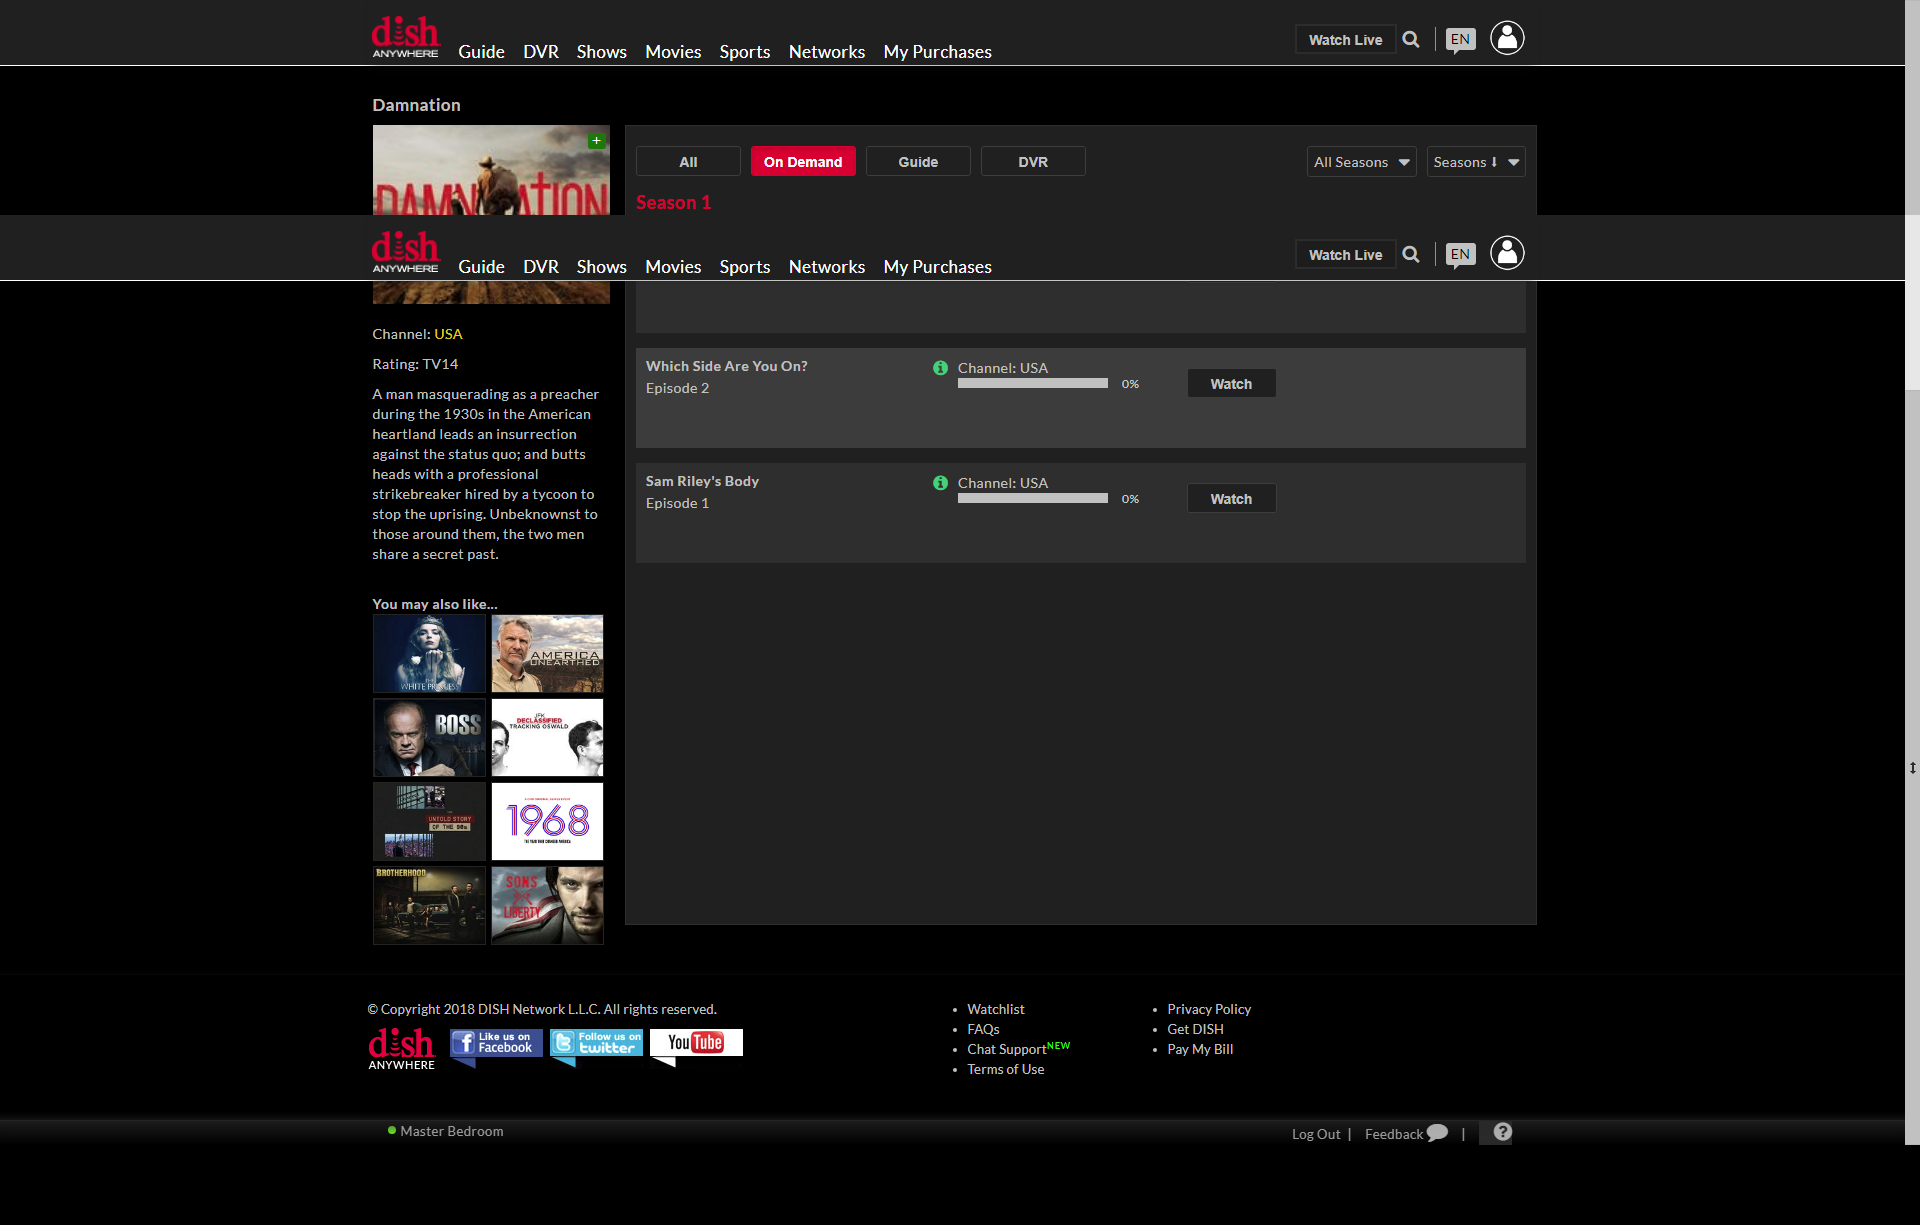 dish
ANYWHERE
Guide DVR Shows Movies Sports Networks My Purchases
Watch Live
EN
Damnation
DAMNATION
+
All On Demand Guide DVR
All Seasons
Seasons
Season 1
dish
ANYWHERE
Guide DVR Shows Movies Sports Networks My Purchases
Watch Live
EN
Channel: USA
Rating: TV14
A man masquerading as a preacher
during the 1930s in the American
heartland leads an insurrection
against the status quo; and butts
heads with a professional
strikebreaker hired by a tycoon to
stop the uprising. Unbeknownst to
those around them, the two men
share a secret past.
Which Side Are You On?
Episode 2
Channel: USA
0%
Watch
Sam Riley's Body
Episode 1
Channel: USA
0%
Watch
You may also like...
WHITE PRINCESS
AMERICA
UNEARTHED
BOSS
JFK
DECLASSIFIED
TRACKING OSWALD
UNTOLD STORY
OF THE 90s
1968
BROTHERHOOD
SONS
LIBERTY
© Copyright 2018 DISH Network L.L.C. All rights reserved.
dish
ANYWHERE
Like us on
Facebook
Follow us on
twitter
YouTube
Watchlist
FAQs
Chat Support NEW
Terms of Use
Privacy Policy
Get DISH
Pay My Bill
Master Bedroom
Log Out | Feedback | ?